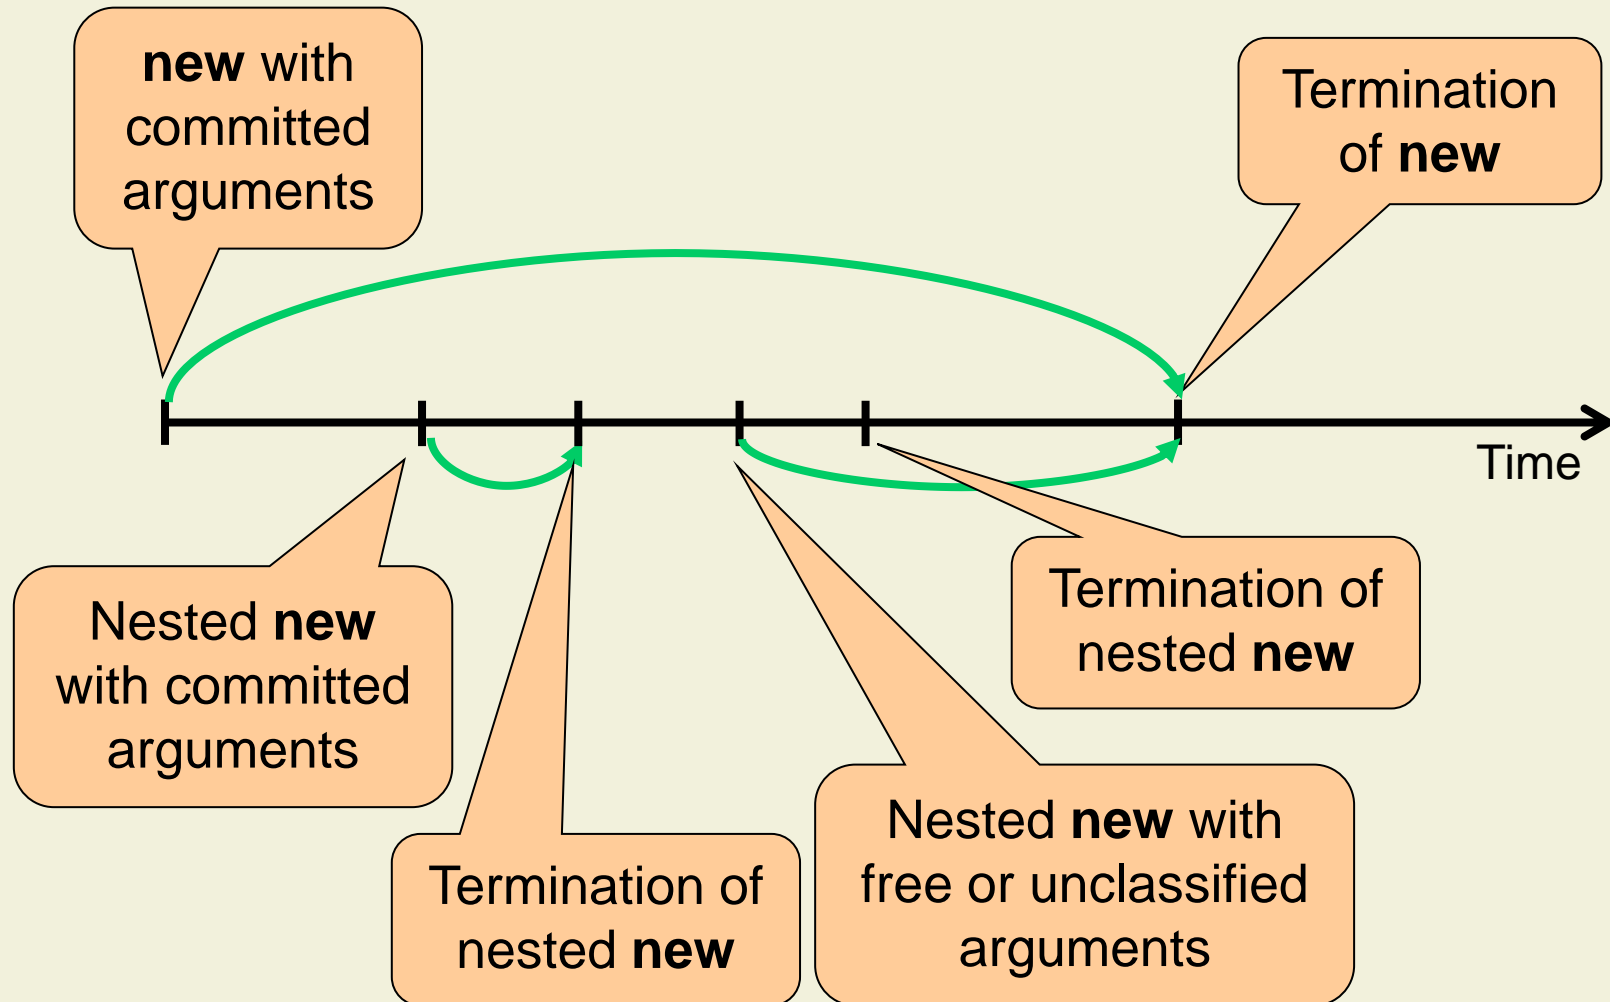 new with
committed
arguments
Termination
of new
Time
Nested new
with committed
arguments
Termination of
nested new
Termination of
nested new
Nested new with
free or unclassified
arguments